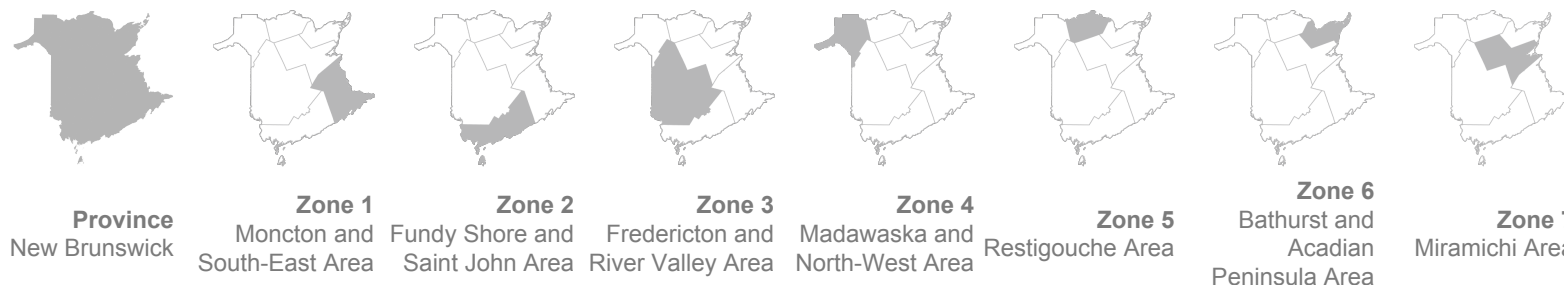 Province
New Brunswick
Zone 1
Moncton and
South-East Area
Zone 2
Fundy Shore and
Saint John Area
Zone 3
Fredericton and
River Valley Area
Zone 4
Madawaska and
North-West Area
Zone 5
Restigouche Area
Zone 6
Bathurst and
Acadian
Peninsula Area
Zone
Miramichi Area